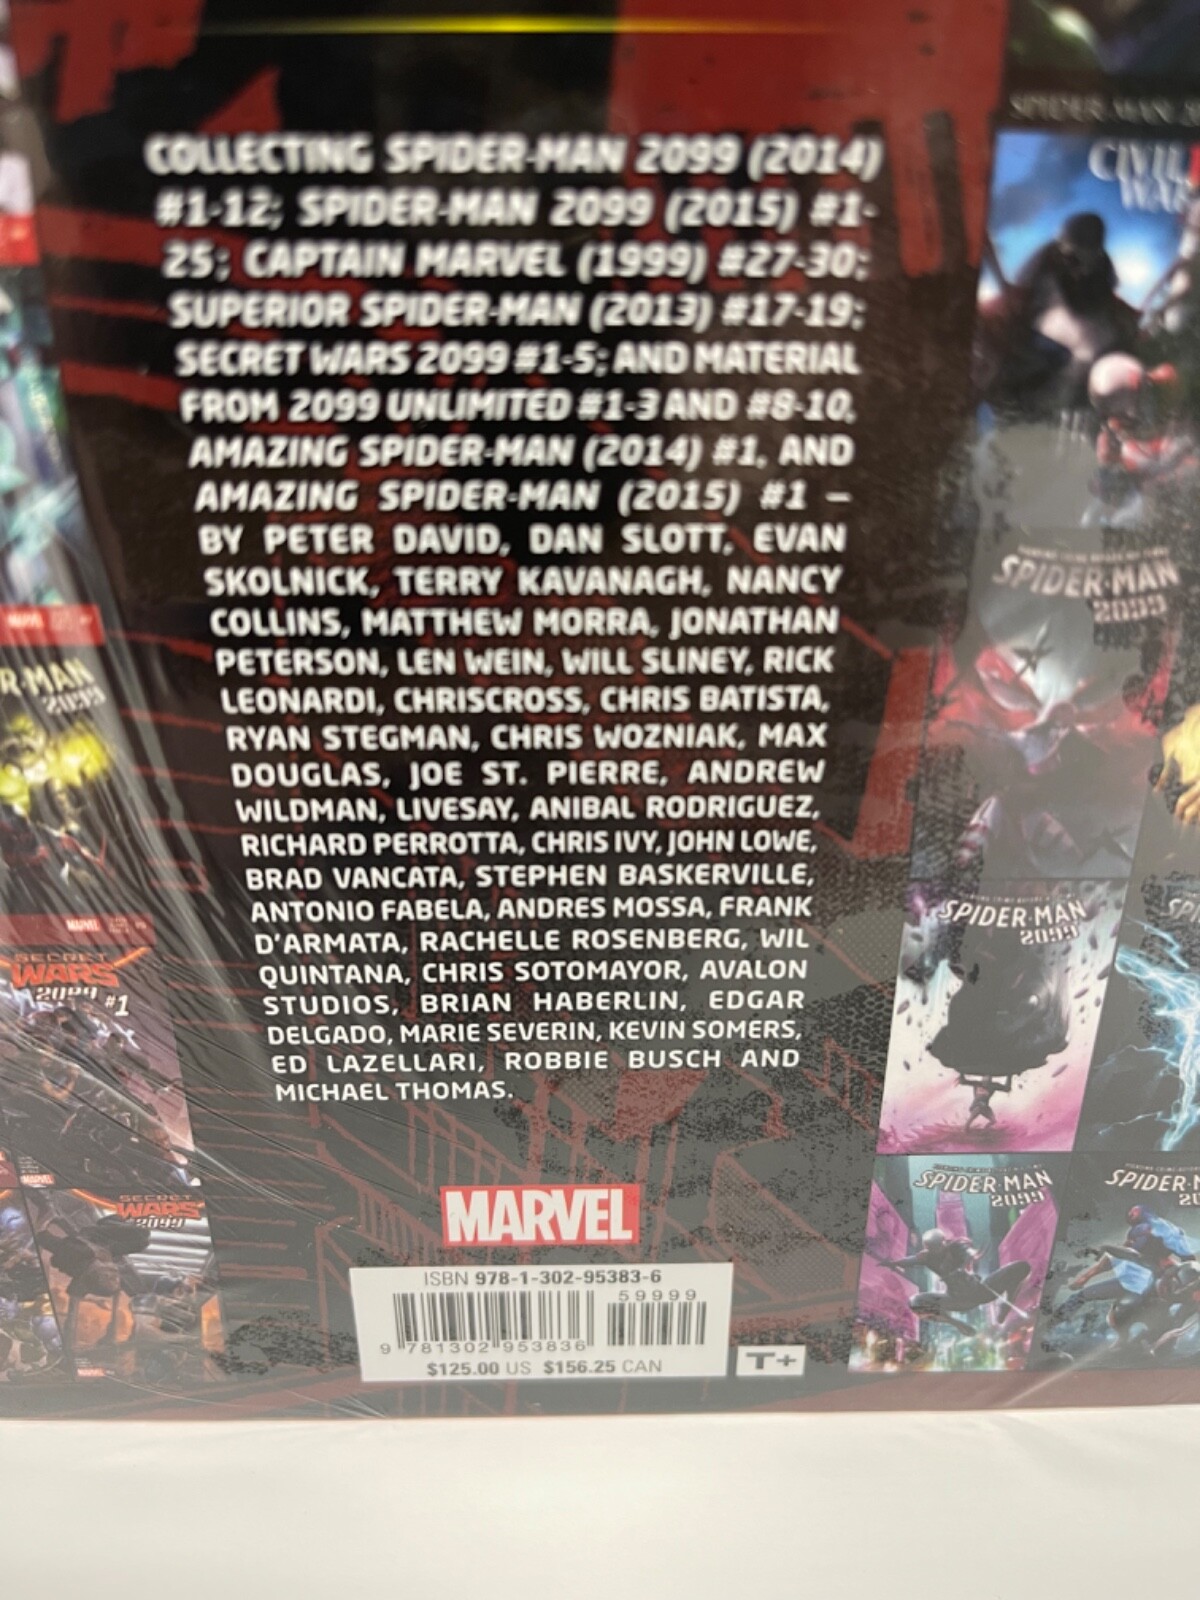 COLLECTING SPIDER-MAN 2099 (2014)
#1-12; SPIDER-MAN 2099 (2015) #1-
25; CAPTAIN MARVEL (1999) #27-30;
SUPERIOR SPIDER-MAN (2013) #17-19;
SECRET WARS 2099 #1-5; AND MATERIAL
FROM 2099 UNLIMITED #1-3 AND #8-10,
AMAZING SPIDER-MAN (2014) #1, AND
AMAZING SPIDER-MAN (2015) #1 –
BY PETER DAVID, DAN SLOTT, EVAN
SKOLNICK, TERRY KAVANAGH, NANCY
COLLINS, MATTHEW MORRA, JONATHAN
PETERSON, LEN WEIN, WILL SLINEY, RICK
LEONARDI, CHRISCROSS, CHRIS BATISTA,
RYAN STEGMAN, CHRIS WOZNIAK, MAX
DOUGLAS, JOE ST. PIERRE, ANDREW
WILDMAN, LIVESAY, ANIBAL RODRIGUEZ,
RICHARD PERROTTA, CHRIS IVY, JOHN LOWE,
BRAD VANCATA, STEPHEN BASKERVILLE,
ANTONIO FABELA, ANDRES MOSSA, FRANK
D'ARMATA, RACHELLE ROSENBERG, WIL
QUINTANA, CHRIS SOTOMAYOR, AVALON
STUDIOS, BRIAN HABERLIN, EDGAR
DELGADO, MARIE SEVERIN, KEVIN SOMERS,
ED LAZELLARI, ROBBIE BUSCH AND
MICHAEL THOMAS.
MARVEL
ISBN 978-1-302-95383-6
59999
9 781302 953836
$125.00 US $156.25 CAN
T+
R-MAN
2099
MARVEL
SECRET
WARS
2099 #1
MARVEL
SECRET
WARS
2099
SPIDER-MAN
CIVIL
WAR
SPIDER-MAN
2099
SPIDER-MAN
2099
SPIDER-MAN
2099
SPIDER-M